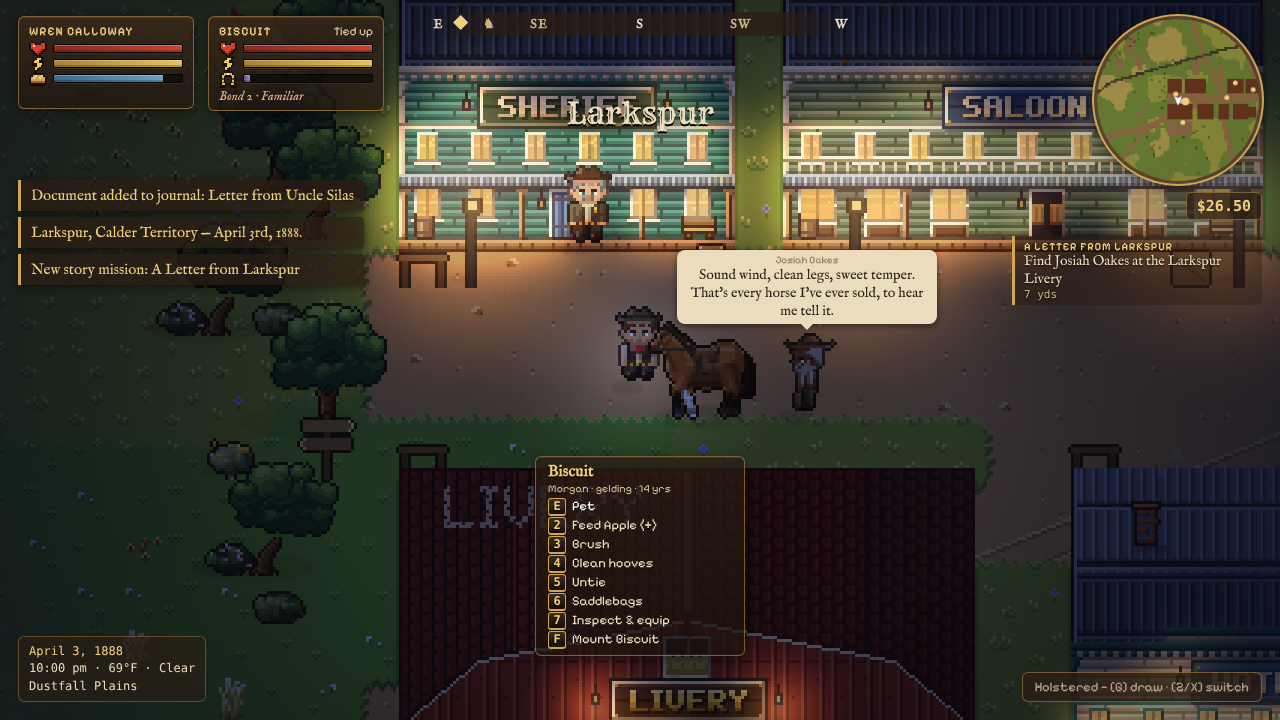 WREN CALLOWAY
BISCUIT Tied up
Bond 2 · Familiar
E SE S SW W
SHERIFF
Larkspur
SALOON
Document added to journal: Letter from Uncle Silas
Larkspur, Calder Territory — April 3rd, 1888.
New story mission: A Letter from Larkspur
$26.50
A LETTER FROM LARKSPUR
Find Josiah Oakes at the Larkspur
Livery
7 yds
Josiah Oakes
Sound wind, clean legs, sweet temper.
That's every horse I've ever sold, to hear
me tell it.
Biscuit
Morgan · gelding · 14 yrs
E Pet
2 Feed Apple (+)
3 Brush
4 Clean hooves
5 Untie
6 Saddlebags
7 Inspect & equip
F Mount Biscuit
LIV
LIVERY
April 3, 1888
10:00 pm · 69°F · Clear
Dustfall Plains
Holstered – (G) draw · (Z/X) switch